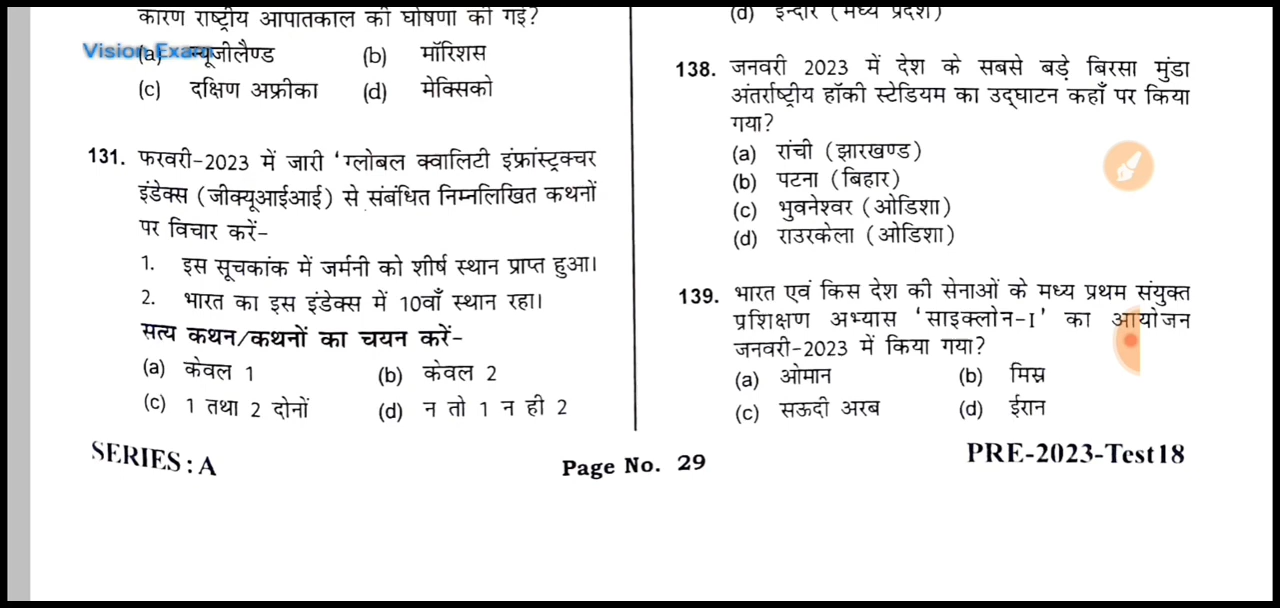 कारण राष्ट्रीय आपातकाल की घोषणा की गई?
Vision Exam
(a) न्यूजीलैण्ड (b) मॉरिशस
(c) दक्षिण अफ्रीका (d) मेक्सिको
131. फरवरी-2023 में जारी 'ग्लोबल क्वालिटी इंफ्रांस्ट्रक्चर
इंडेक्स (जीक्यूआईआई) से संबंधित निम्नलिखित कथनों
पर विचार करें-
1. इस सूचकांक में जर्मनी को शीर्ष स्थान प्राप्त हुआ।
2. भारत का इस इंडेक्स में 10वाँ स्थान रहा।
सत्य कथन/कथनों का चयन करें-
(a) केवल 1 (b) केवल 2
(c) 1 तथा 2 दोनों (d) न तो 1 न ही 2
(d) इन्दौर (मध्य प्रदेश)
138. जनवरी 2023 में देश के सबसे बड़े बिरसा मुंडा
अंतर्राष्ट्रीय हॉकी स्टेडियम का उद्घाटन कहाँ पर किया
गया?
(a) रांची (झारखण्ड)
(b) पटना (बिहार)
(c) भुवनेश्वर (ओडिशा)
(d) राउरकेला (ओडिशा)
139. भारत एवं किस देश की सेनाओं के मध्य प्रथम संयुक्त
प्रशिक्षण अभ्यास 'साइक्लोन-I' का आयोजन
जनवरी-2023 में किया गया?
(a) ओमान (b) मिस्र
(c) सऊदी अरब (d) ईरान
SERIES : A
Page No. 29
PRE-2023-Test18